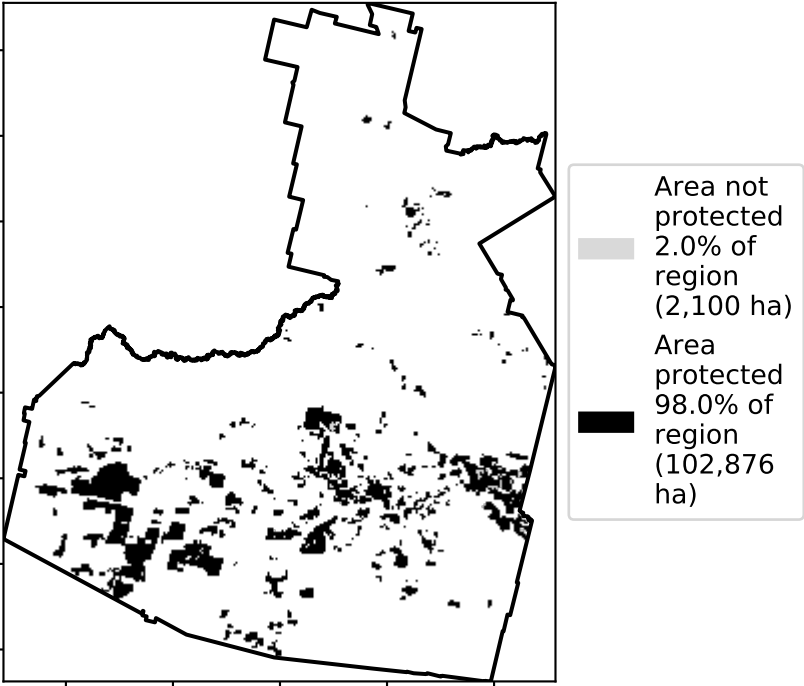 Area not
protected
2.0% of
region
(2,100 ha)
Area
protected
98.0% of
region
(102,876
ha)